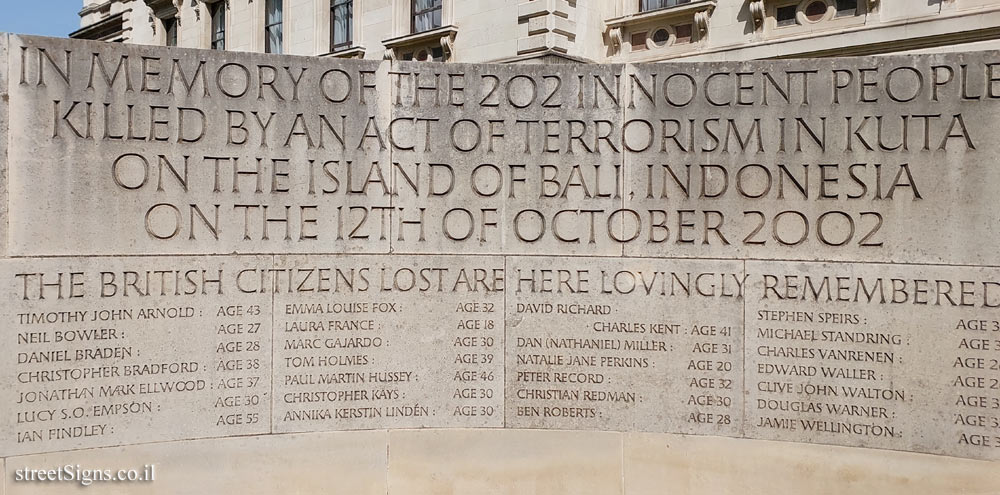 IN MEMORY OF THE 202 INNOCENT PEOPLE
KILLED BY AN ACT OF TERRORISM IN KUTA
ON THE ISLAND OF BALI, INDONESIA
ON THE 12TH OF OCTOBER 2002
THE BRITISH CITIZENS LOST ARE HERE LOVINGLY REMEMBERED
TIMOTHY JOHN ARNOLD : AGE 43
NEIL BOWLER : AGE 27
DANIEL BRADEN : AGE 28
CHRISTOPHER BRADFORD : AGE 38
JONATHAN MARK ELLWOOD : AGE 37
LUCY S.O. EMPSON : AGE 30
IAN FINDLEY : AGE 55
EMMA LOUISE FOX : AGE 32
LAURA FRANCE : AGE 18
MARC GAJARDO : AGE 30
TOM HOLMES : AGE 39
PAUL MARTIN HUSSEY : AGE 46
CHRISTOPHER KAYS : AGE 30
ANNIKA KERSTIN LINDÉN : AGE 30
DAVID RICHARD
CHARLES KENT : AGE 41
DAN (NATHANIEL) MILLER : AGE 31
NATALIE JANE PERKINS : AGE 20
PETER RECORD : AGE 32
CHRISTIAN REDMAN : AGE 30
BEN ROBERTS : AGE 28
STEPHEN SPEIRS : AGE
MICHAEL STANDRING : AGE
CHARLES VANRENEN : AGE
EDWARD WALLER : AGE
CLIVE JOHN WALTON : AGE
DOUGLAS WARNER : AGE
JAMIE WELLINGTON : AGE
streetSigns.co.il